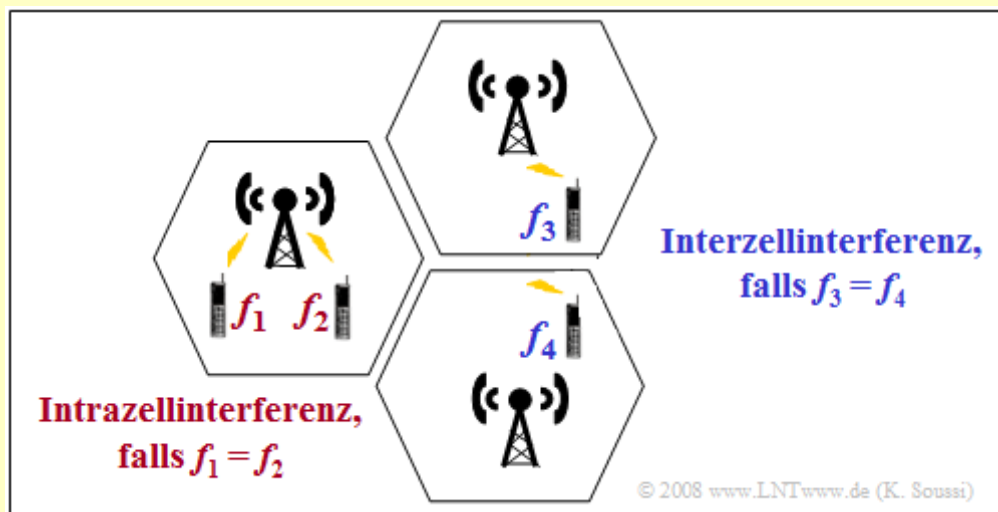 f₃
Interzellinterferenz,
falls f₃ = f₄
f₁ f₂
f₄
Intrazellinterferenz,
falls f₁ = f₂
© 2008 www.LNTwww.de (K. Soussi)